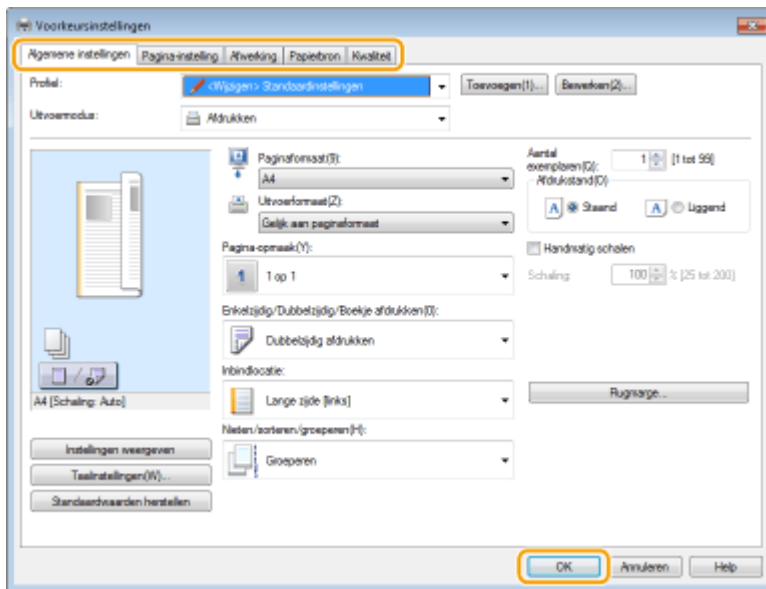 Voorkeursinstellingen
Algemene instellingen Pagina-instelling Afwerking Papierbron Kwaliteit
Profiel: <Wijzigen> Standaardinstellingen Toevoegen(1)... Bewerken(2)...
Uitvoermodus: Afdrukken
Paginaformaat(S):
A4
Uitvoerformaat(Z):
Gelijk aan paginaformaat
Pagina-opmaak(Y):
1 1 op 1
Enkelzijdig/Dubbelzijdig/Boekje afdrukken(0):
Dubbelzijdig afdrukken
Inbindlocatie:
Lange zijde [links]
Nieten/sorteren/groeperen(H):
Groeperen
Aantal
exemplaren(Q): 1 [1 tot 99]
Afdrukstand(O)
A Staand A Liggend
Handmatig schalen
Schaling: 100 % [25 tot 200]
Rugmarge...
A4 [Schaling: Auto]
Instellingen weergeven
Taalinstellingen(W)...
Standaardwaarden herstellen
OK Annuleren Help